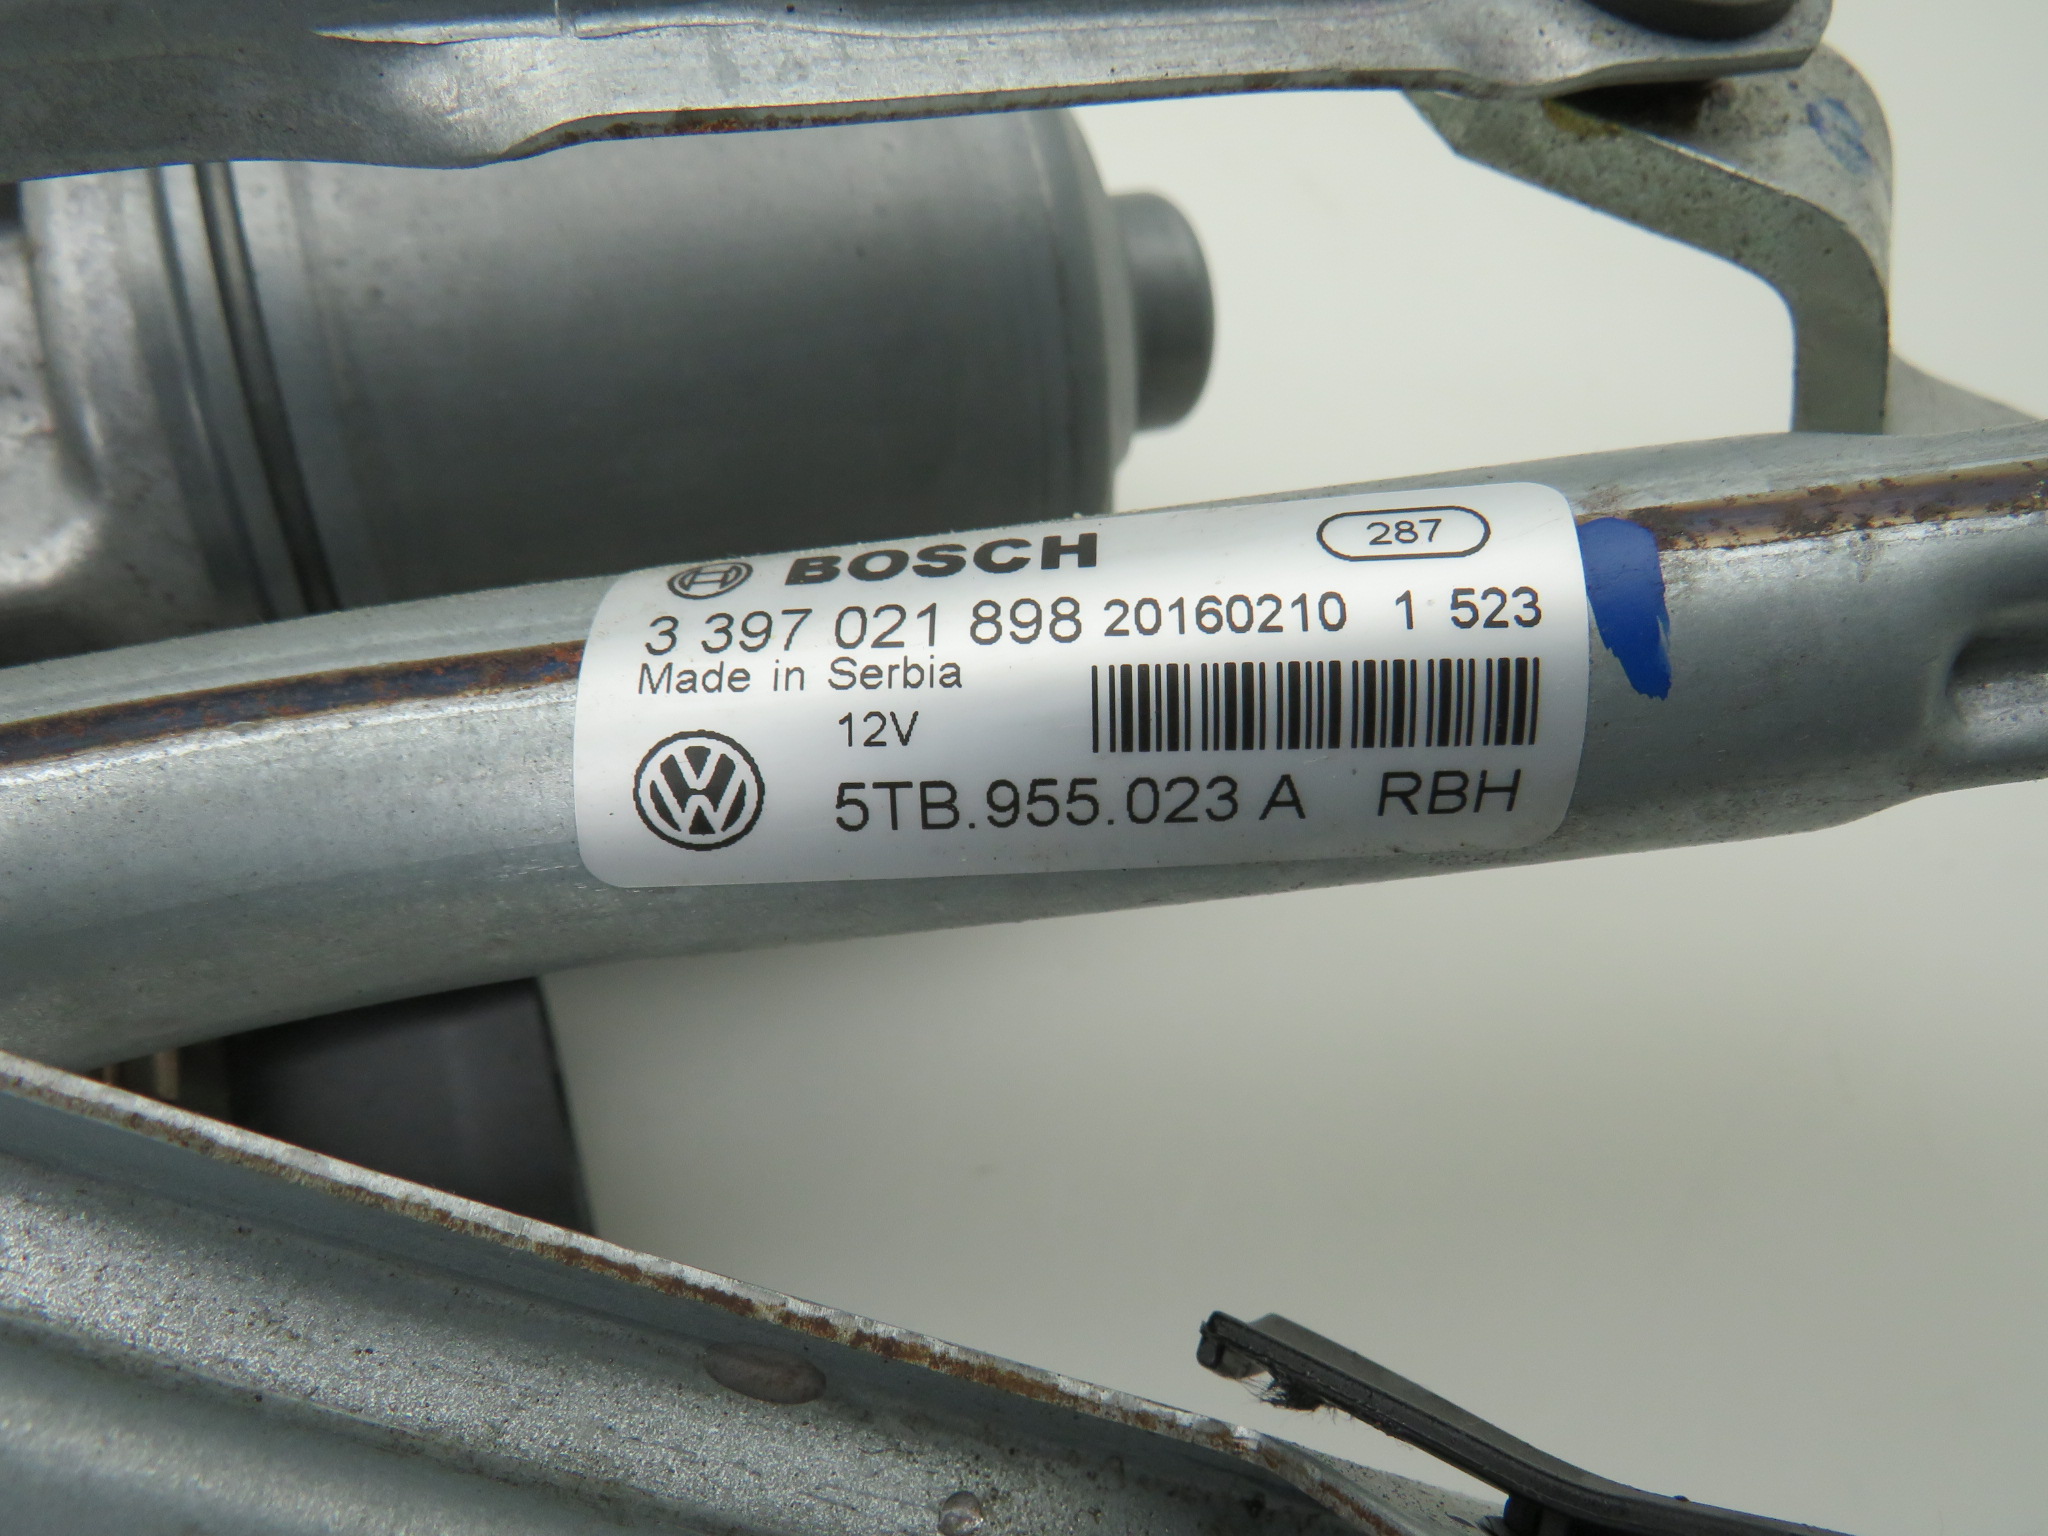 BOSCH 287
3 397 021 898 20160210 1 523
Made in Serbia
12V
5TB.955.023 A RBH